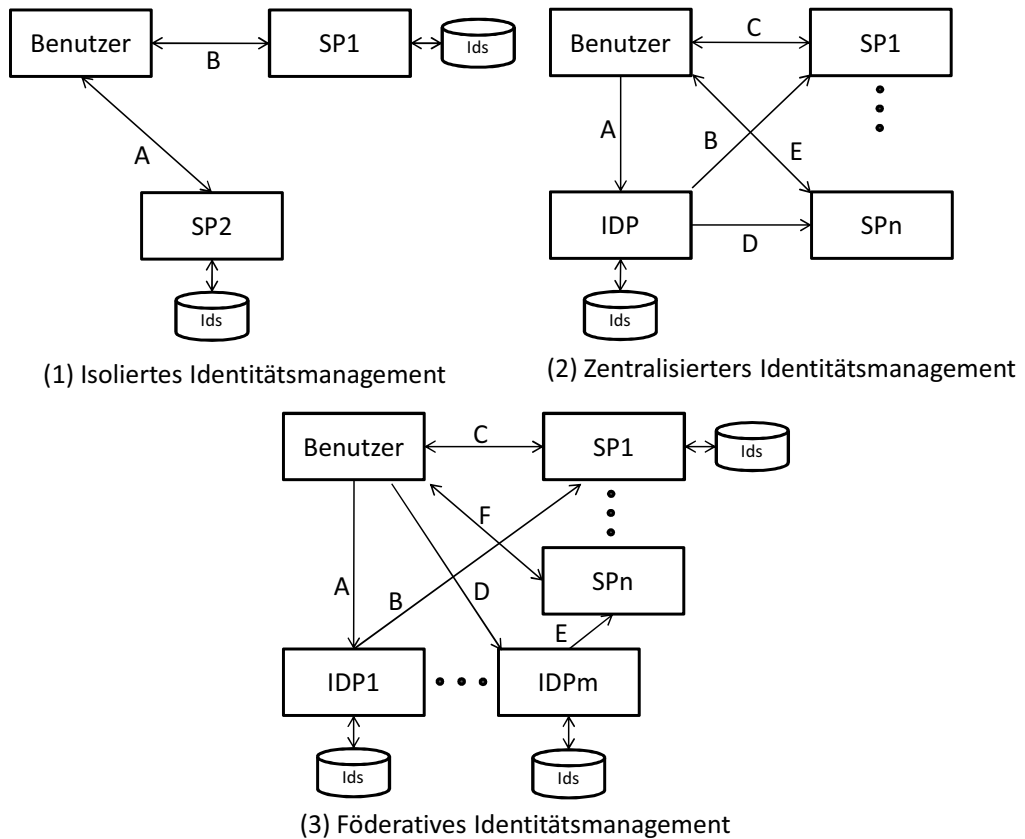 Benutzer
B
SP1
Ids
A
SP2
Ids
(1) Isoliertes Identitätsmanagement
Benutzer
C
SP1
A
B
E
IDP
D
SPn
Ids
(2) Zentralisierters Identitätsmanagement
Benutzer
C
SP1
Ids
F
A
B
D
SPn
E
IDP1
IDPm
Ids
Ids
(3) Föderatives Identitätsmanagement